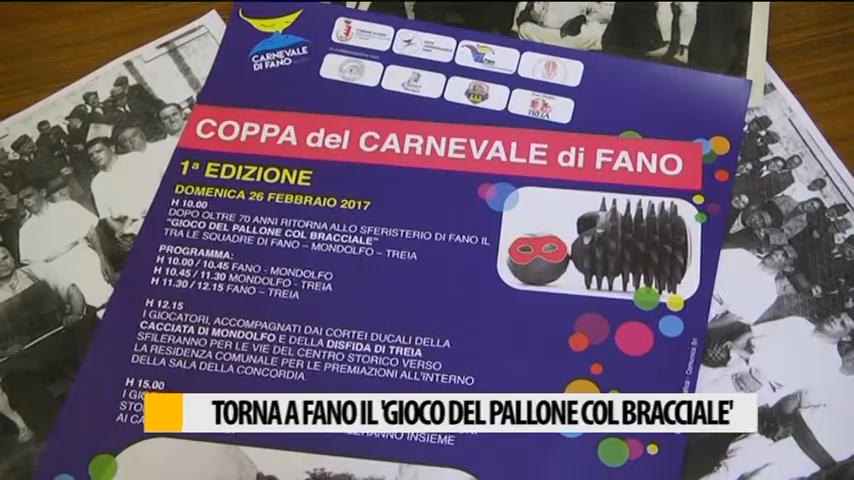 CARNEVALE
DI FANO
TREIA
COPPA del CARNEVALE di FANO
1ª EDIZIONE
DOMENICA 26 FEBBRAIO 2017
H 10.00
DOPO OLTRE 70 ANNI RITORNA ALLO SFERISTERIO DI FANO IL
"GIOCO DEL PALLONE COL BRACCIALE"
TRA LE SQUADRE DI FANO – MONDOLFO – TREIA
PROGRAMMA:
H 10.00 / 10.45 FANO - MONDOLFO
H 10.45 / 11.30 MONDOLFO - TREIA
H 11.30 / 12.15 FANO – TREIA
H 12.15
I GIOCATORI, ACCOMPAGNATI DAI CORTEI DUCALI DELLA
CACCIATA DI MONDOLFO E DELLA DISFIDA DI TREIA
SFILERANNO PER LE VIE DEL CENTRO STORICO VERSO
LA RESIDENZA COMUNALE PER LE PREMIAZIONI ALL'INTERNO
DELLA SALA DELLA CONCORDIA
H 15.00
TORNA A FANO IL 'GIOCO DEL PALLONE COL BRACCIALE'
INSIEME